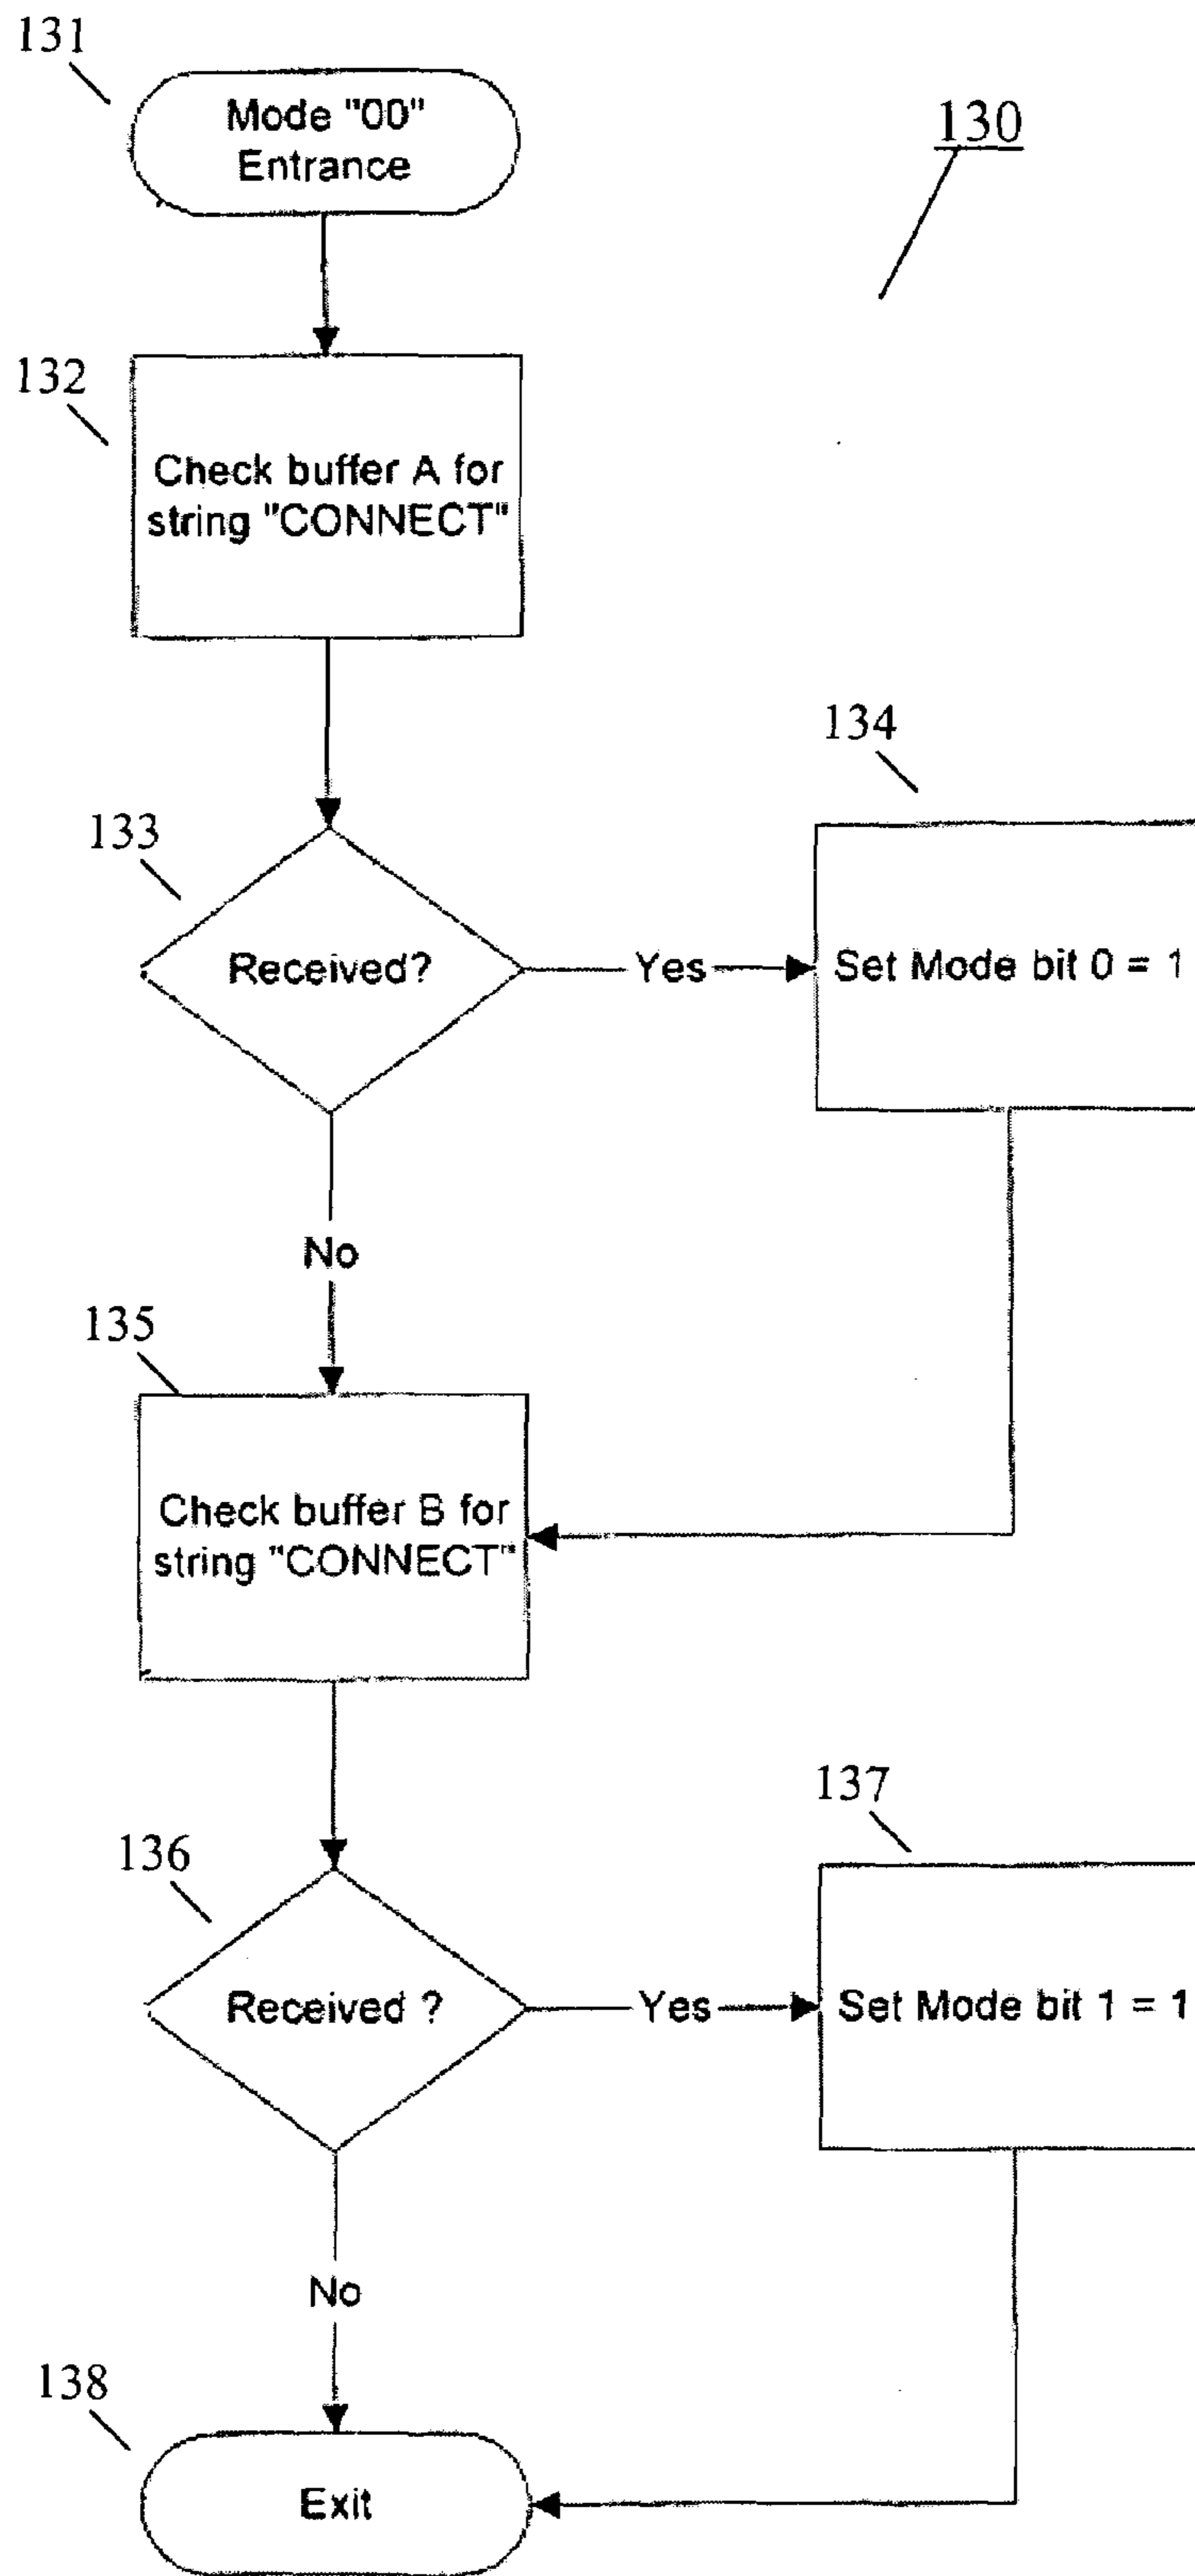 131
Mode "00"
Entrance
130
132
Check buffer A for
string "CONNECT"
133
Received?
Yes
134
Set Mode bit 0 = 1
No
135
Check buffer B for
string "CONNECT"
136
Received ?
Yes
137
Set Mode bit 1 = 1
No
138
Exit